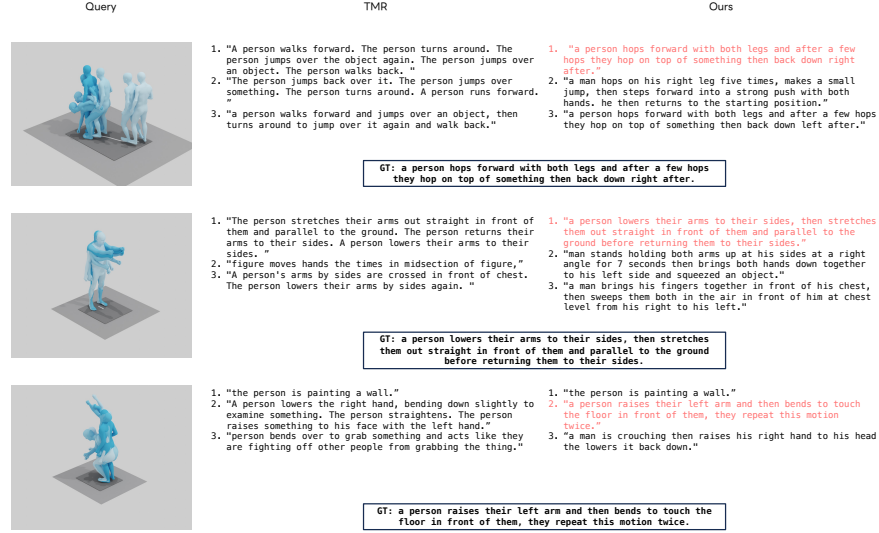 Query
TMR
Ours
1. "A person walks forward. The person turns around. The
person jumps over the object again. The person jumps over
an object. The person walks back. "
2. "The person jumps back over it. The person jumps over
something. The person turns around. A person runs forward.
”
3. "a person walks forward and jumps over an object, then
turns around to jump over it again and walk back."
1. "a person hops forward with both legs and after a few
hops they hop on top of something then back down right
after.”
2. “a man hops on his right leg five times, makes a small
jump, then steps forward into a strong push with both
hands. he then returns to the starting position.”
3. “a person hops forward with both legs and after a few hops
they hop on top of something then back down left after."
GT: a person hops forward with both legs and after a few hops
they hop on top of something then back down right after.
1. "The person stretches their arms out straight in front of
them and parallel to the ground. The person returns their
arms to their sides. A person lowers their arms to their
sides. ”
2. "figure moves hands the times in midsection of figure,”
3. "A person's arms by sides are crossed in front of chest.
The person lowers their arms by sides again. "
1. "a person lowers their arms to their sides, then stretches
them out straight in front of them and parallel to the
ground before returning them to their sides.”
2. "man stands holding both arms up at his sides at a right
angle for 7 seconds then brings both hands down together
to his left side and squeezed an object."
3. "a man brings his fingers together in front of his chest,
then sweeps them both in the air in front of him at chest
level from his right to his left."
GT: a person lowers their arms to their sides, then stretches
them out straight in front of them and parallel to the ground
before returning them to their sides.
1. "the person is painting a wall.”
2. "A person lowers the right hand, bending down slightly to
examine something. The person straightens. The person
raises something to his face with the left hand.”
3. "person bends over to grab something and acts like they
are fighting off other people from grabbing the thing."
1. "the person is painting a wall.”
2. "a person raises their left arm and then bends to touch
the floor in front of them, they repeat this motion
twice.”
3. “a man is crouching then raises his right hand to his head
the lowers it back down."
GT: a person raises their left arm and then bends to touch the
floor in front of them, they repeat this motion twice.